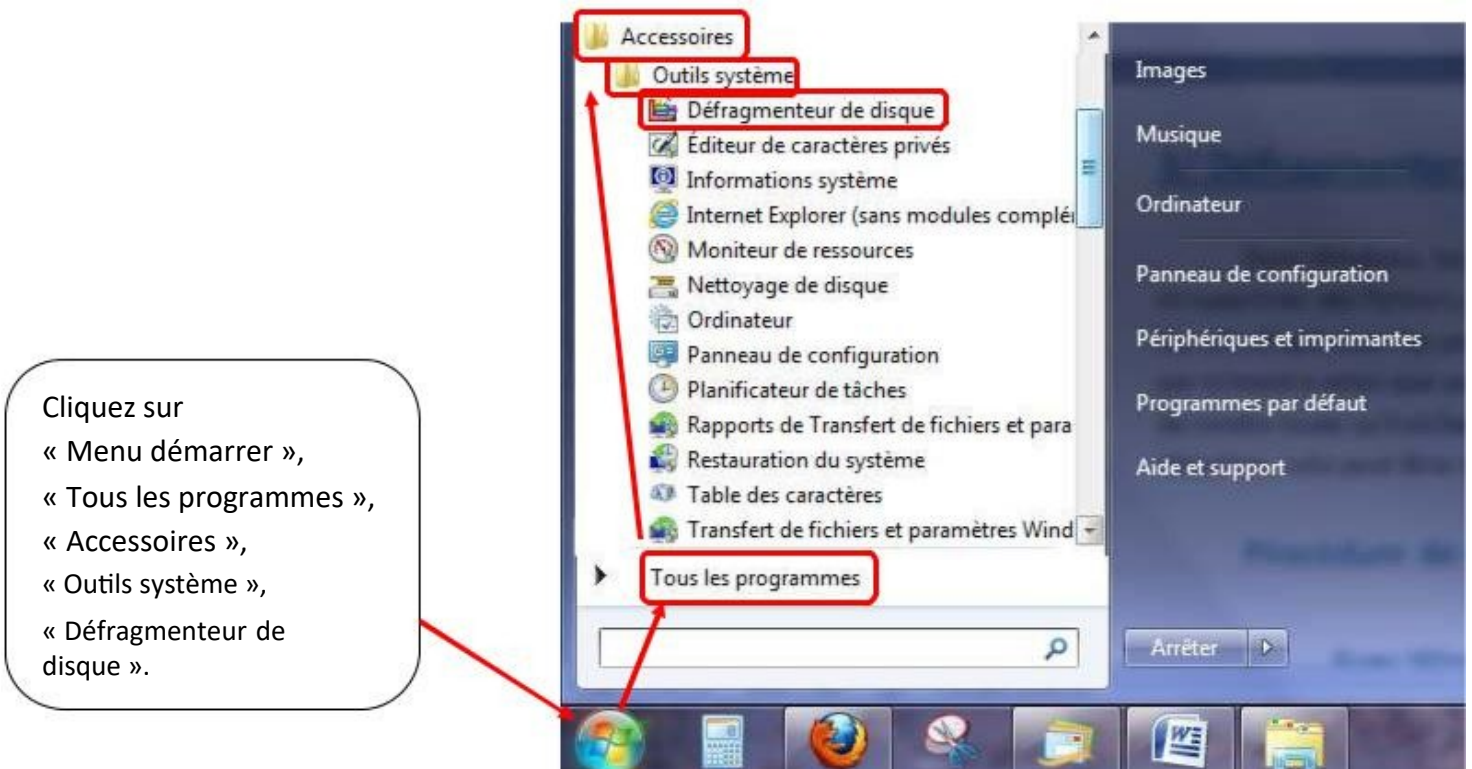 Cliquez sur
« Menu démarrer »,
« Tous les programmes »,
« Accessoires »,
« Outils système »,
« Défragmenteur de
disque ».
Accessoires
Outils système
Défragmenteur de disque
Éditeur de caractères privés
Informations système
Internet Explorer (sans modules complé
Moniteur de ressources
Nettoyage de disque
Ordinateur
Panneau de configuration
Planificateur de tâches
Rapports de Transfert de fichiers et para
Restauration du système
Table des caractères
Transfert de fichiers et paramètres Wind
Tous les programmes
Images
Musique
Ordinateur
Panneau de configuration
Périphériques et imprimantes
Programmes par défaut
Aide et support
Arrêter